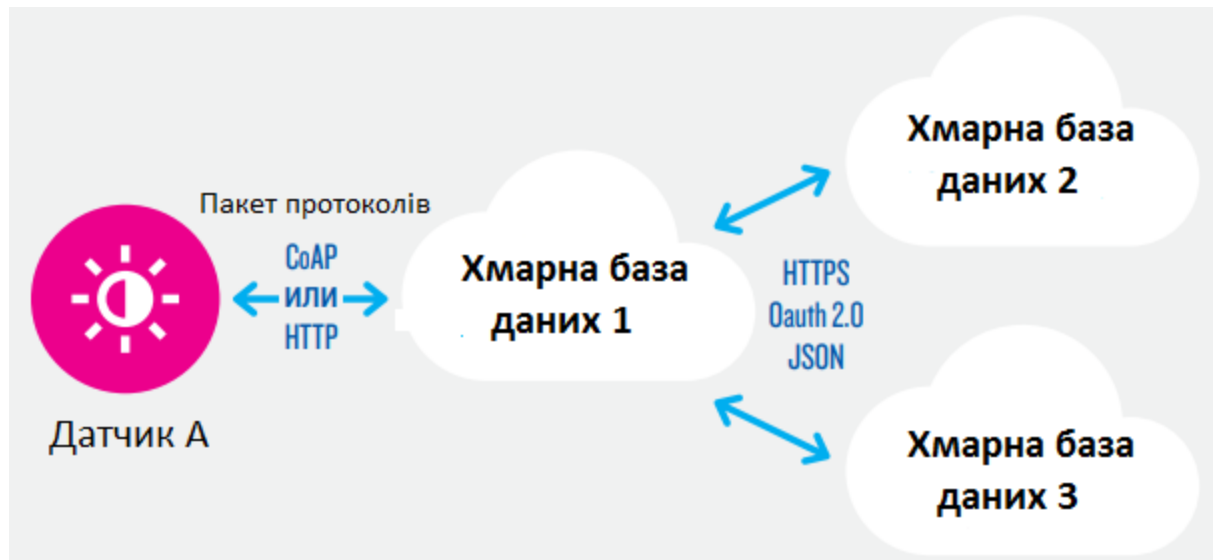 Пакет протоколів
CoAP
или
HTTP
Датчик А
Хмарна база
даних 1
HTTPS
Oauth 2.0
JSON
Хмарна база
даних 2
Хмарна база
даних 3